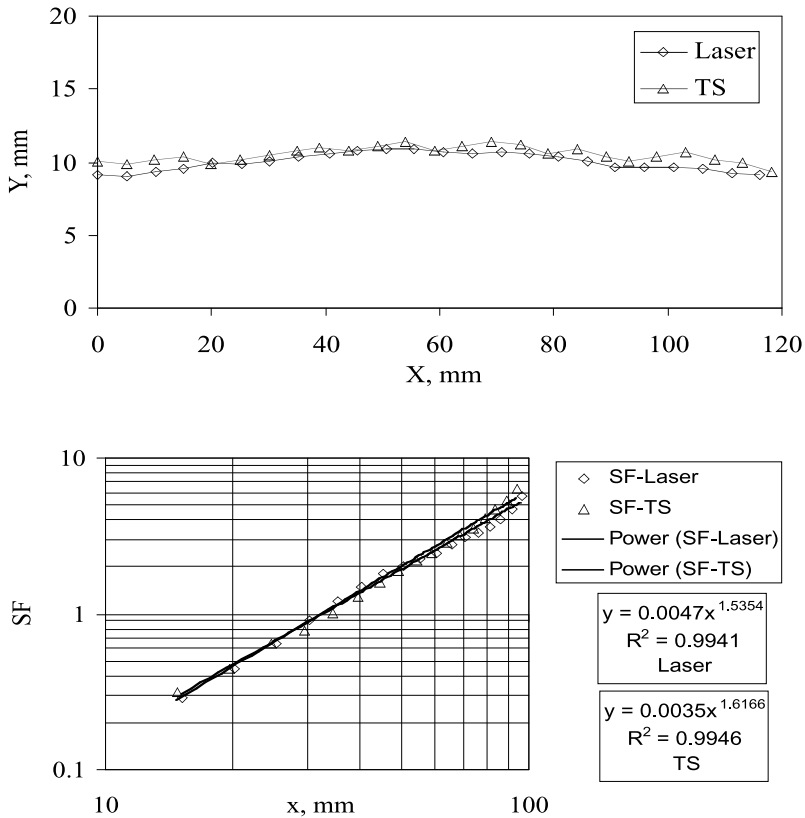 20
15
10
5
0
Y, mm
0 20 40 60 80 100 120
X, mm
Laser
TS
10
1
0.1
SF
10 100
x, mm
SF-Laser
SF-TS
Power (SF-Laser)
Power (SF-TS)
y = 0.0047x^1.5354
R² = 0.9941
Laser
y = 0.0035x^1.6166
R² = 0.9946
TS